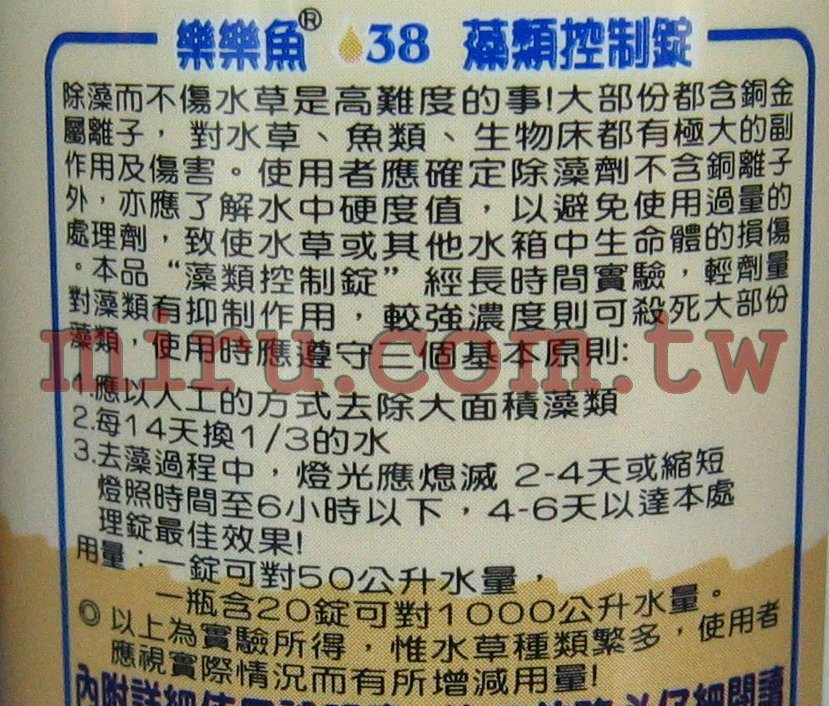 樂樂魚® 38 藻類控制錠
除藻而不傷水草是高難度的事!大部份都含銅金
屬離子，對水草、魚類、生物床都有極大的副
作用及傷害。使用者應確定除藻劑不含銅離子
外，亦應了解水中硬度值，以避免使用過量的
處理劑，致使水草或其他水箱中生命體的損傷
。本品“藻類控制錠”經長時間實驗，輕劑量
對藻類有抑制作用，較強濃度則可殺死大部份
藻類，使用時應遵守三個基本原則:
miru.com.tw
1.應以人工的方式去除大面積藻類
2.每14天換1/3的水
3.去藻過程中，燈光應熄滅 2-4天或縮短
燈照時間至6小時以下，4-6天以達本處
理錠最佳效果!
用量：一錠可對50公升水量，
一瓶含20錠可對1000公升水量。
◎ 以上為實驗所得，惟水草種類繁多，使用者
應視實際情況而有所增減用量!
內附詳細使用說明